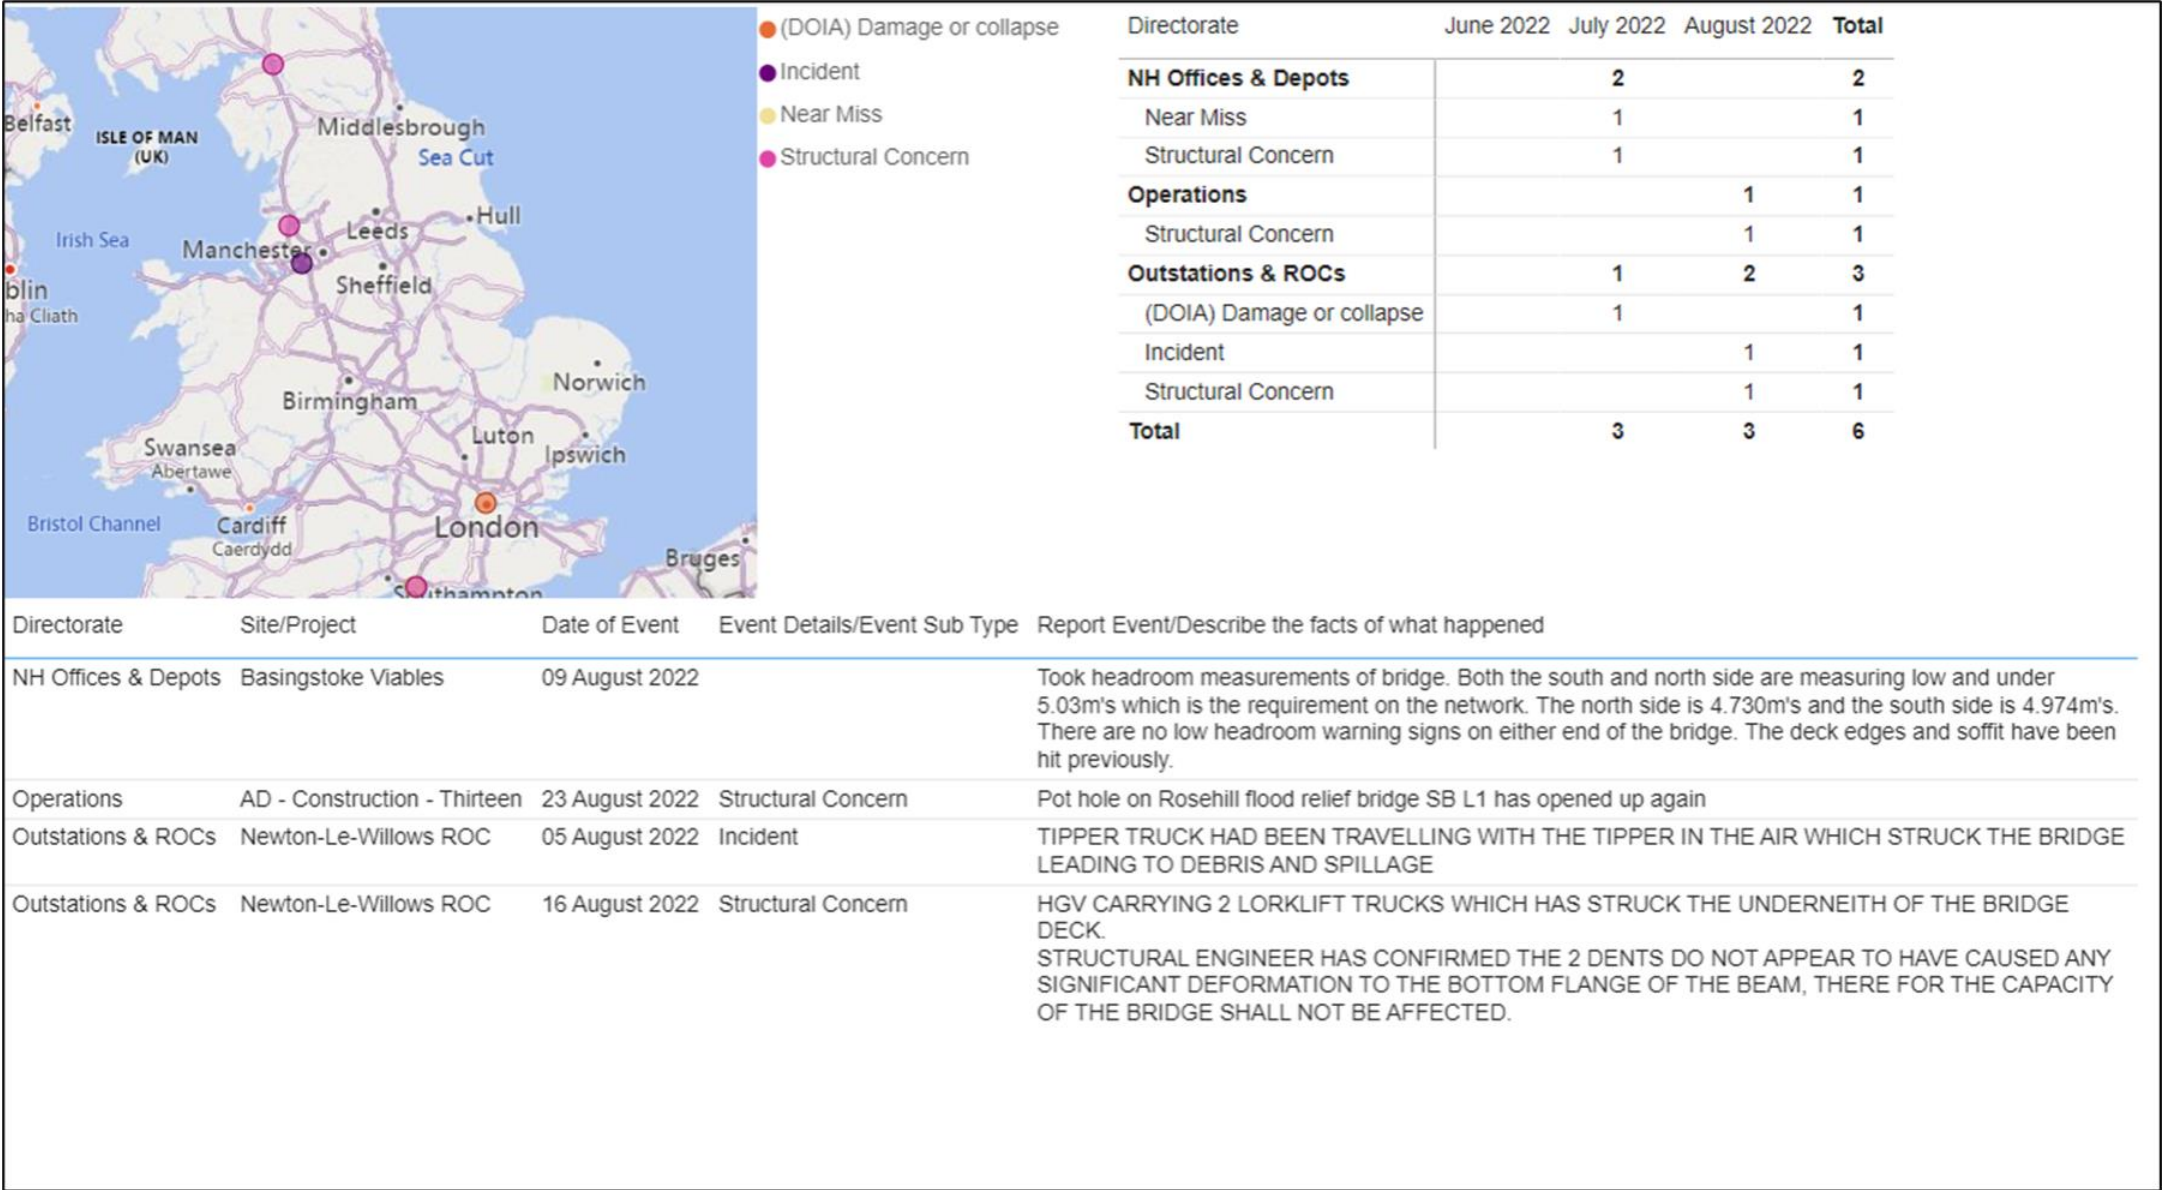 Belfast
ISLE OF MAN
(UK)
Middlesbrough
Sea Cut
Irish Sea
Manchester
Leeds
Hull
Sheffield
blin
ha Cliath
Norwich
Birmingham
Luton
Ipswich
Swansea
Abertawe
Bristol Channel
Cardiff
Caerdydd
London
Bruges
(DOIA) Damage or collapse
Incident
Near Miss
Structural Concern
Directorate June 2022 July 2022 August 2022 Total
NH Offices & Depots 2 2
Near Miss 1 1
Structural Concern 1 1
Operations 1 1
Structural Concern 1 1
Outstations & ROCs 1 2 3
(DOIA) Damage or collapse 1 1
Incident 1 1
Structural Concern 1 1
Total 3 3 6
Directorate Site/Project Date of Event Event Details/Event Sub Type Report Event/Describe the facts of what happened
NH Offices & Depots Basingstoke Viables 09 August 2022 Took headroom measurements of bridge. Both the south and north side are measuring low and under
5.03m's which is the requirement on the network. The north side is 4.730m's and the south side is 4.974m's.
There are no low headroom warning signs on either end of the bridge. The deck edges and soffit have been
hit previously.
Operations AD - Construction - Thirteen 23 August 2022 Structural Concern Pot hole on Rosehill flood relief bridge SB L1 has opened up again
Outstations & ROCs Newton-Le-Willows ROC 05 August 2022 Incident TIPPER TRUCK HAD BEEN TRAVELLING WITH THE TIPPER IN THE AIR WHICH STRUCK THE BRIDGE
LEADING TO DEBRIS AND SPILLAGE
Outstations & ROCs Newton-Le-Willows ROC 16 August 2022 Structural Concern HGV CARRYING 2 LORKLIFT TRUCKS WHICH HAS STRUCK THE UNDERNEITH OF THE BRIDGE
DECK.
STRUCTURAL ENGINEER HAS CONFIRMED THE 2 DENTS DO NOT APPEAR TO HAVE CAUSED ANY
SIGNIFICANT DEFORMATION TO THE BOTTOM FLANGE OF THE BEAM, THERE FOR THE CAPACITY
OF THE BRIDGE SHALL NOT BE AFFECTED.